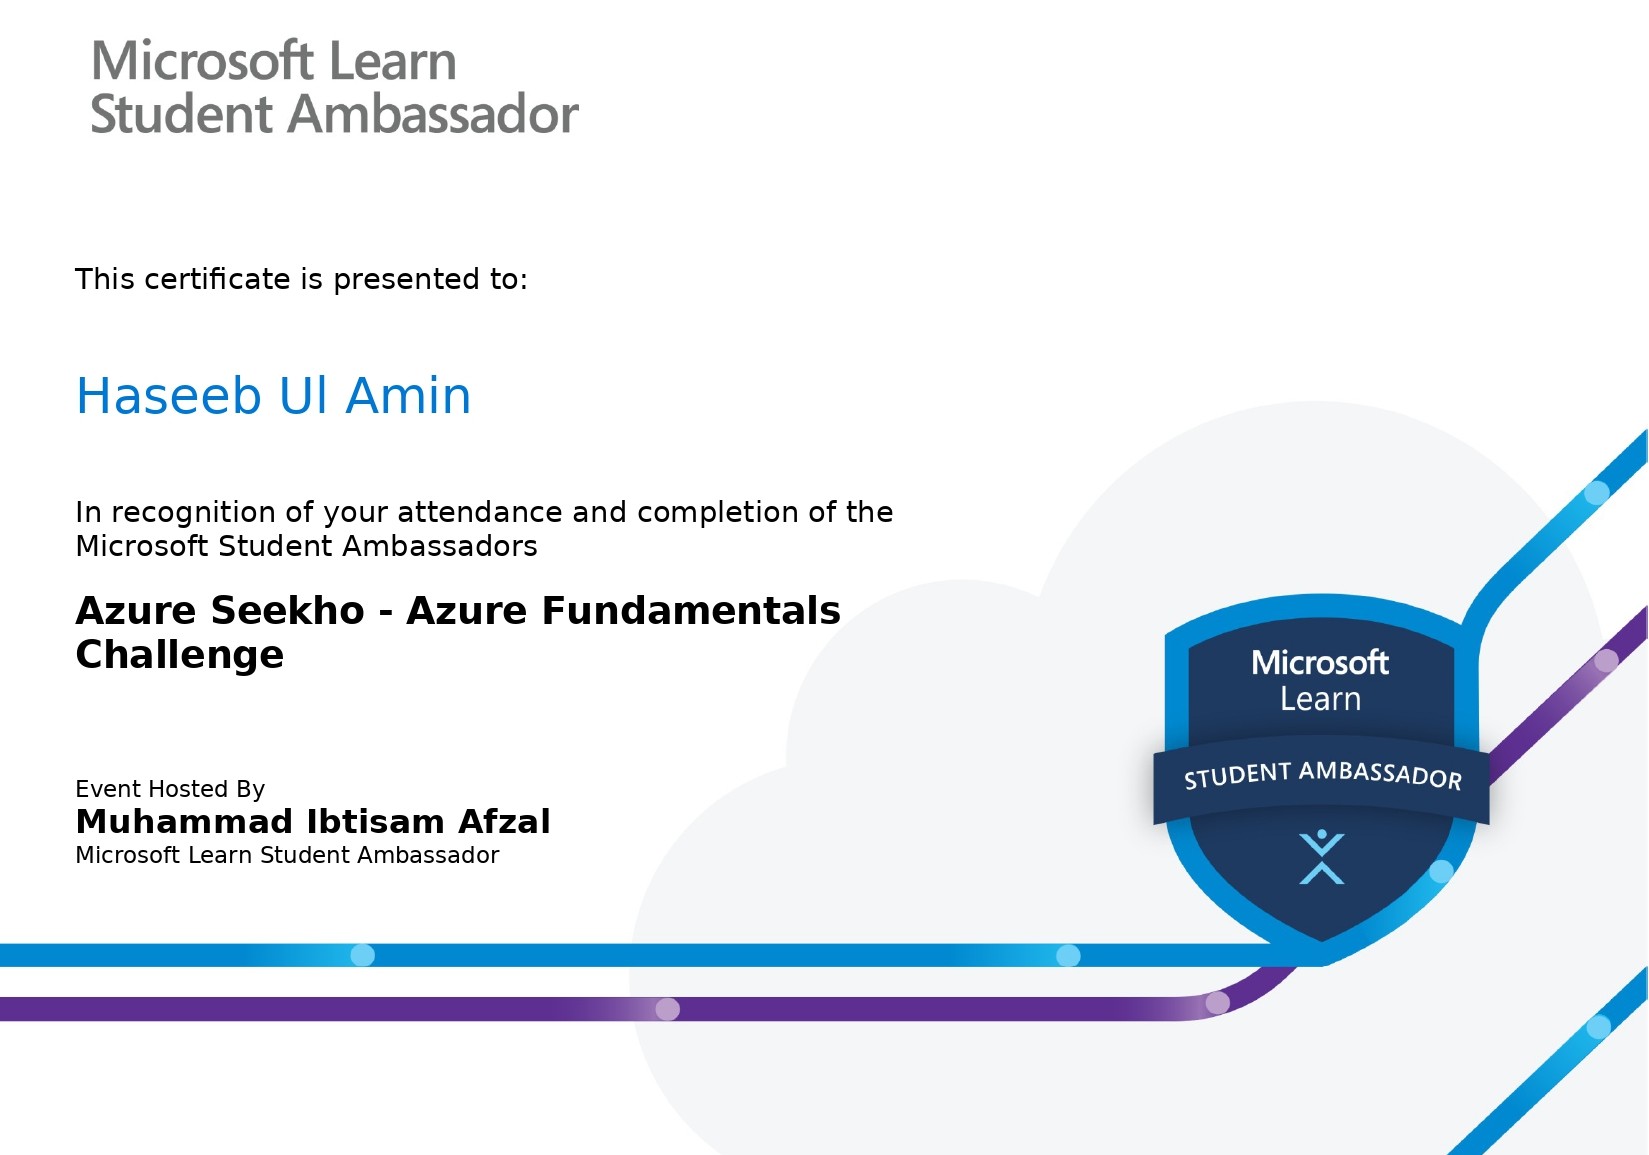 Microsoft Learn
Student Ambassador
This certificate is presented to:
Haseeb Ul Amin
In recognition of your attendance and completion of the
Microsoft Student Ambassadors
Azure Seekho - Azure Fundamentals
Challenge
Event Hosted By
Muhammad Ibtisam Afzal
Microsoft Learn Student Ambassador
Microsoft
Learn
STUDENT AMBASSADOR